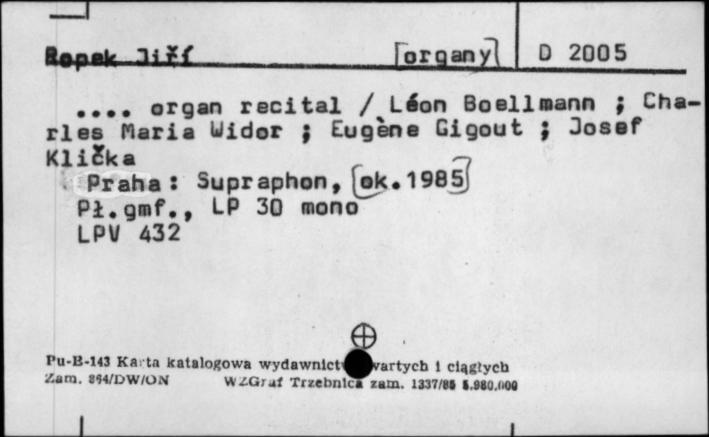 Ropek Jiří [organy] D 2005
.... organ recital / Léon Boellmann ; Cha-
rles Maria Widor ; Eugène Gigout ; Josef
Klička
Praha: Supraphon, [ok.1985]
Pł.gmf., LP 30 mono
LPV 432
Pu-B-143 Karta katalogowa wydawnictw zwartych i ciągłych
Zam. 864/DW/ON WZGraf Trzebnica zam. 1337/85 5.980.000